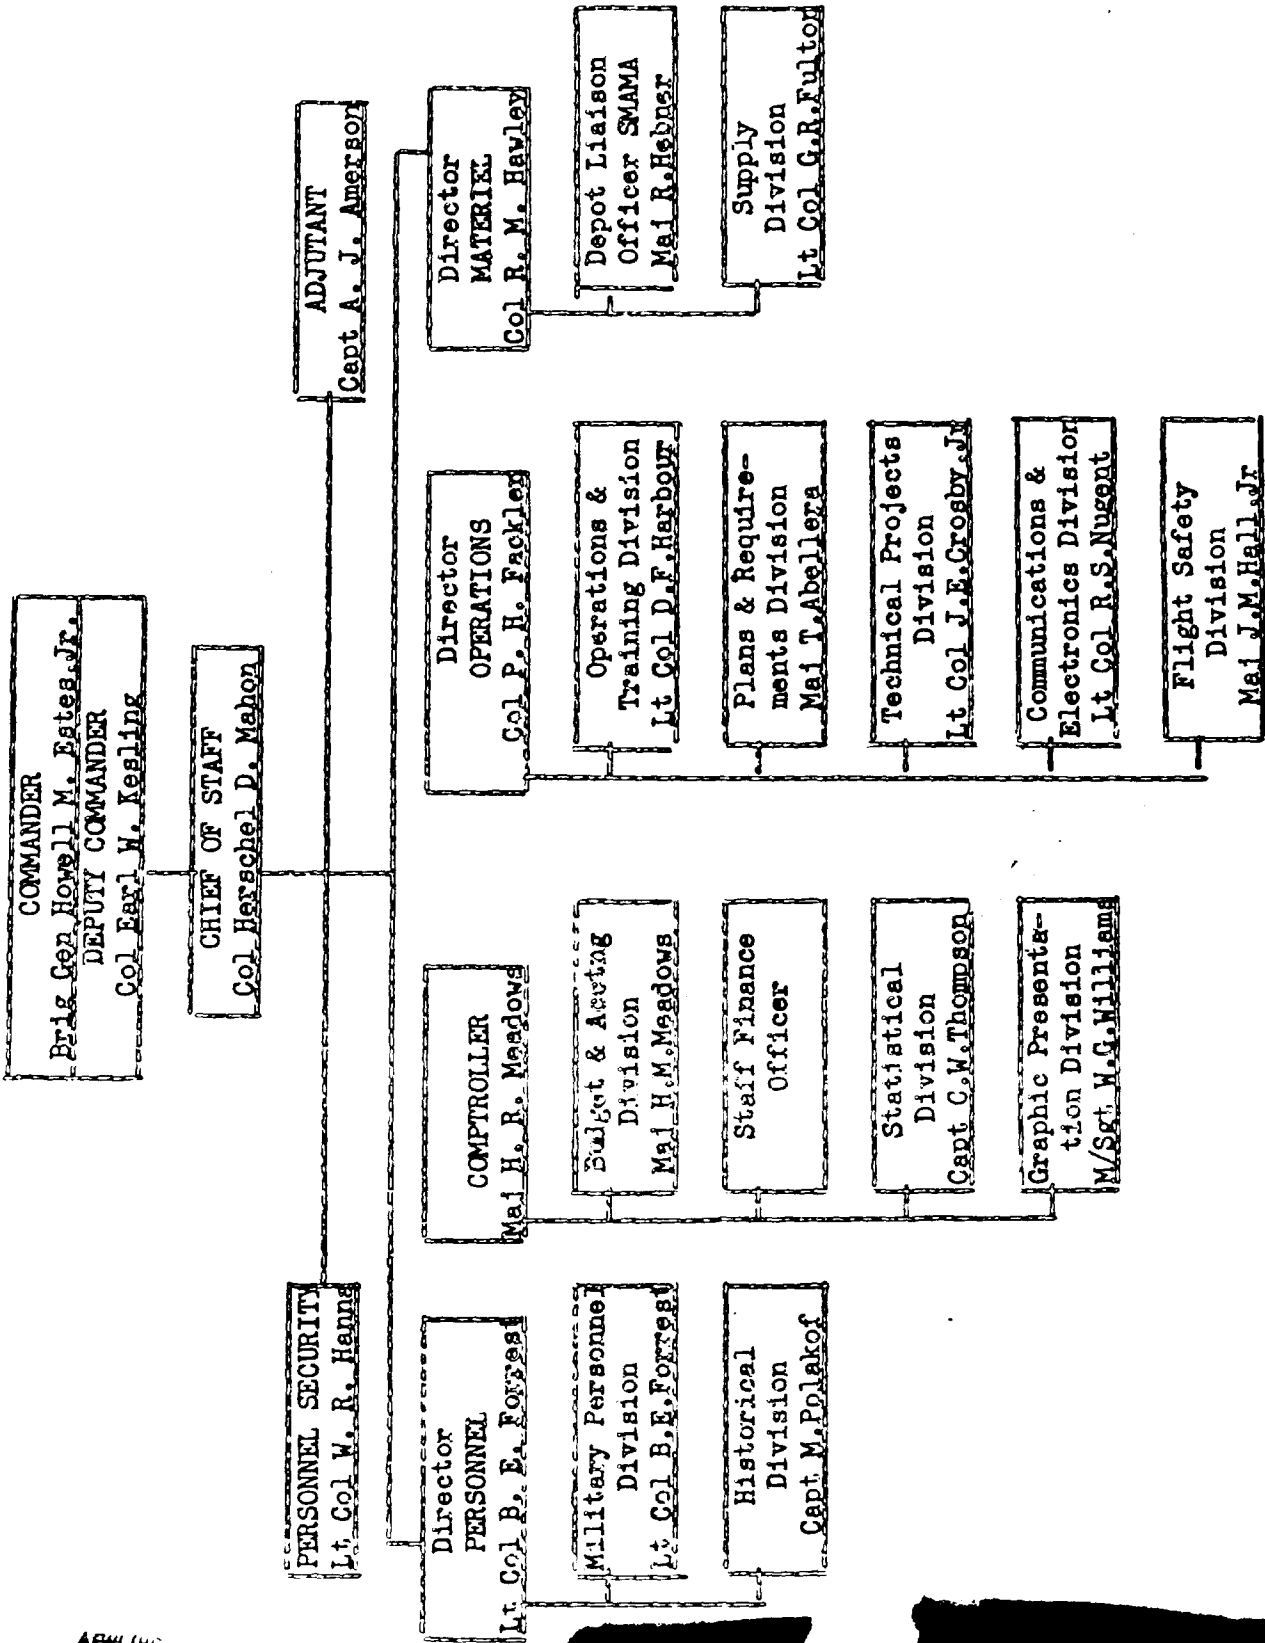 COMMANDER
Brig Gen Howell M. Estes.Jr.
DEPUTY COMMANDER
Col Earl W. Kesling
CHIEF OF STAFF
Col Herschel D. Mahon
PERSONNEL SECURITY
Lt Col W. R. Hanna
ADJUTANT
Capt A. J. Amerson
Director
PERSONNEL
Lt Col B. E. Forrest
Military Personnel
Division
Lt Col B.E.Forrest
Historical
Division
Capt M.Polakof
COMPTROLLER
Maj H. R. Meadows
Budget & Acctng
Division
Maj H.M.Meadows
Staff Finance
Officer
Statistical
Division
Capt C.W.Thompson
Graphic Presenta-
tion Division
M/Sgt W.G.Williams
Director
OPERATIONS
Col P. H. Fackler
Operations &
Training Division
Lt Col D.F.Harbour
Plans & Require-
ments Division
Maj T.Abellera
Technical Projects
Division
Lt Col J.E.Crosby.Jr
Communications &
Electronics Division
Lt Col R.S.Nugent
Flight Safety
Division
Maj J.M.Hall.Jr
Director
MATERIEL
Col R. M. Hawley
Depot Liaison
Officer SMAMA
Maj R.Hebner
Supply
Division
Lt Col G.R.Fulton